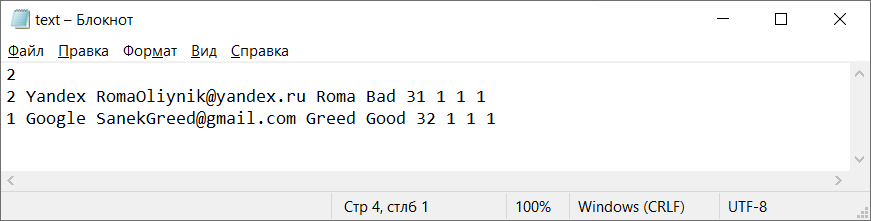 text – Блокнот
Файл Правка Формат Вид Справка
2
2 Yandex RomaOliynik@yandex.ru Roma Bad 31 1 1 1
1 Google SanekGreed@gmail.com Greed Good 32 1 1 1
Стр 4, стлб 1 100% Windows (CRLF) UTF-8